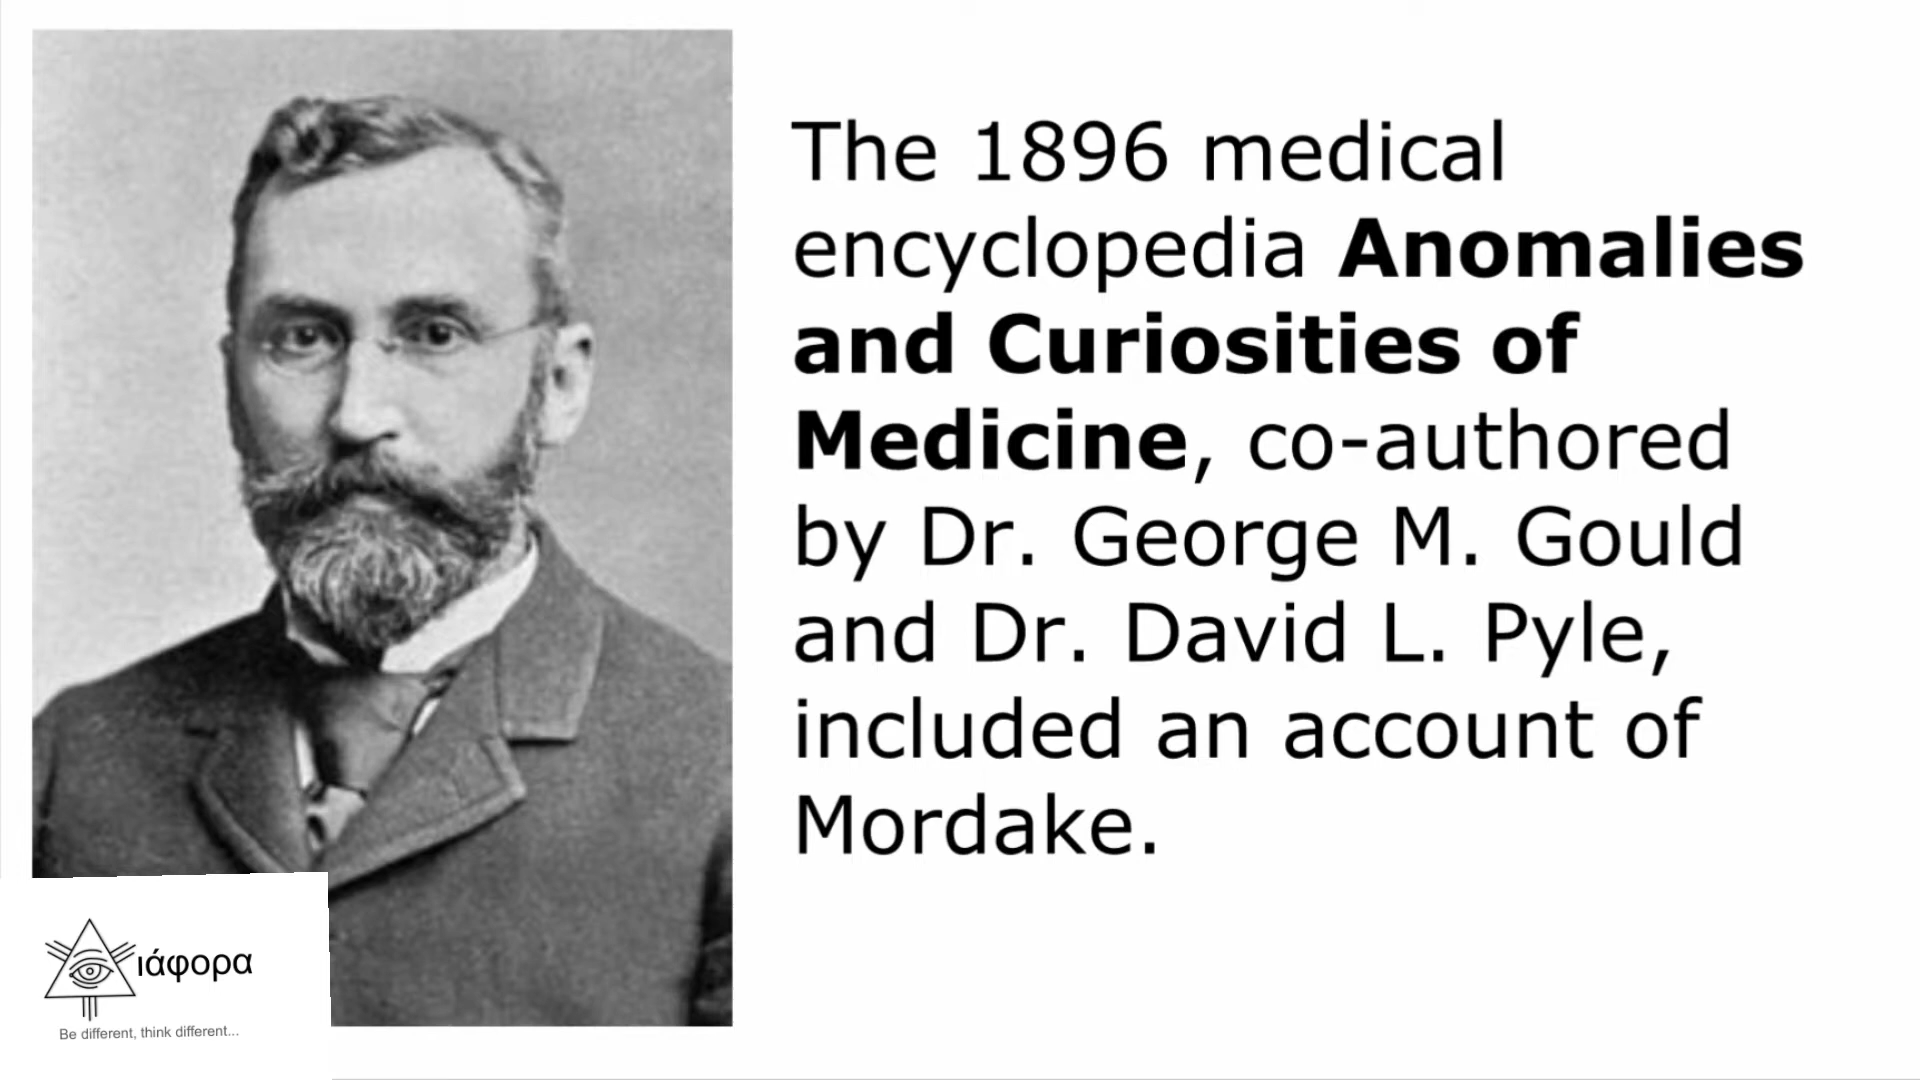 The 1896 medical
encyclopedia Anomalies
and Curiosities of
Medicine, co-authored
by Dr. George M. Gould
and Dr. David L. Pyle,
included an account of
Mordake.
ιάφορα
Be different, think different...